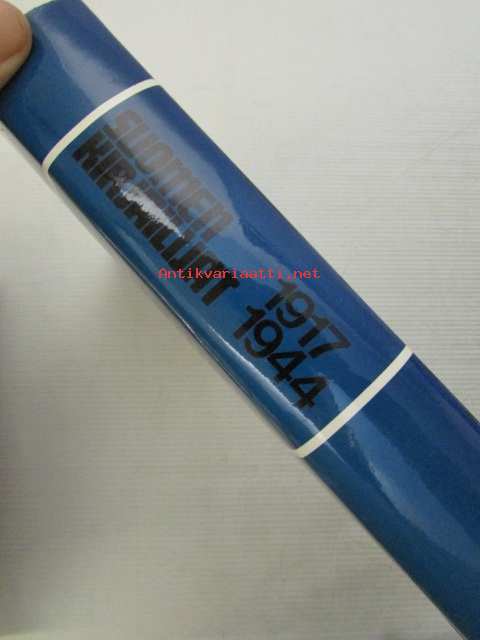 SUOMEN
KIRJAILIJAT
1917
1944
Antikvariaatti.net